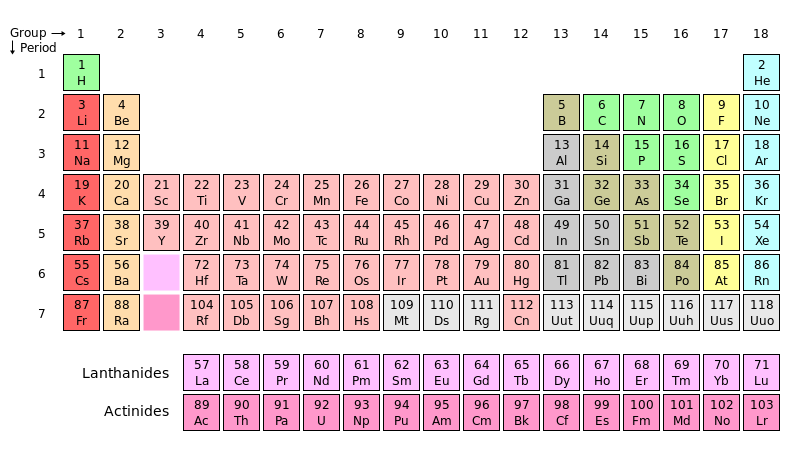 Group → 1 2 3 4 5 6 7 8 9 10 11 12 13 14 15 16 17 18
↓ Period
1 1 2
H He
2 3 4 5 6 7 8 9 10
Li Be B C N O F Ne
3 11 12 13 14 15 16 17 18
Na Mg Al Si P S Cl Ar
4 19 20 21 22 23 24 25 26 27 28 29 30 31 32 33 34 35 36
K Ca Sc Ti V Cr Mn Fe Co Ni Cu Zn Ga Ge As Se Br Kr
5 37 38 39 40 41 42 43 44 45 46 47 48 49 50 51 52 53 54
Rb Sr Y Zr Nb Mo Tc Ru Rh Pd Ag Cd In Sn Sb Te I Xe
6 55 56 72 73 74 75 76 77 78 79 80 81 82 83 84 85 86
Cs Ba Hf Ta W Re Os Ir Pt Au Hg Tl Pb Bi Po At Rn
7 87 88 104 105 106 107 108 109 110 111 112 113 114 115 116 117 118
Fr Ra Rf Db Sg Bh Hs Mt Ds Rg Cn Uut Uuq Uup Uuh Uus Uuo
Lanthanides 57 58 59 60 61 62 63 64 65 66 67 68 69 70 71
La Ce Pr Nd Pm Sm Eu Gd Tb Dy Ho Er Tm Yb Lu
Actinides 89 90 91 92 93 94 95 96 97 98 99 100 101 102 103
Ac Th Pa U Np Pu Am Cm Bk Cf Es Fm Md No Lr